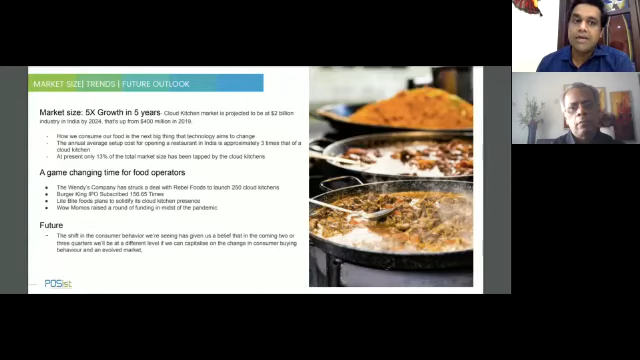 MARKET SIZE| TRENDS | FUTURE OUTLOOK
Market size: 5X Growth in 5 years- Cloud Kitchen market is projected to be at $2 billion
industry in India by 2024, that's up from $400 million in 2019.
- How we consume our food is the next big thing that technology aims to change
- The annual average setup cost for opening a restaurant in India is approximately 3 times that of a
cloud kitchen
- At present only 13% of the total market size has been tapped by the cloud kitchens
A game changing time for food operators
● The Wendy's Company has struck a deal with Rebel Foods to launch 250 cloud kitchens
● Burger King IPO Subscribed 156.65 Times
● Lite Bite foods plans to solidify its cloud kitchen presence
● Wow Momos raised a round of funding in midst of the pandemic
Future
- The shift in the consumer behavior we're seeing has given us a belief that in the coming two or
three quarters we'll be at a different level if we can capitalise on the change in consumer buying
behaviour and an evolved market,
POSist